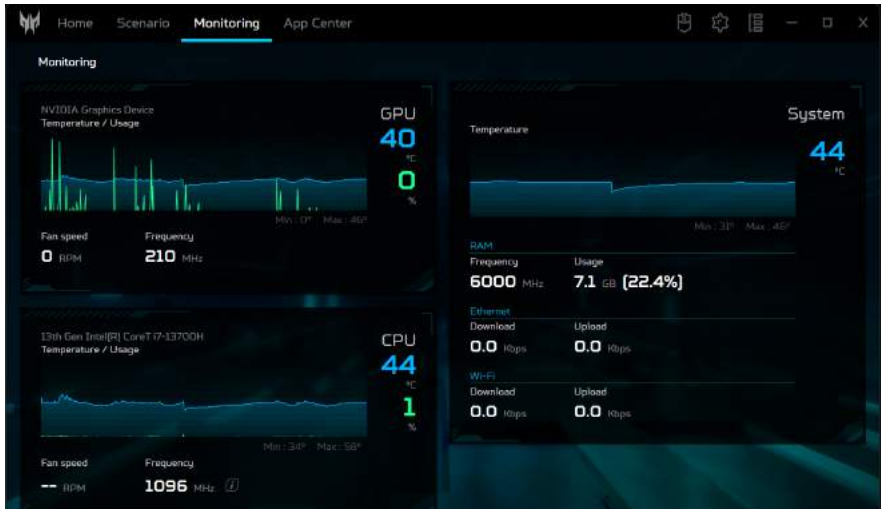 Home Scenario Monitoring App Center
Monitoring
NVIDIA Graphics Device
Temperature / Usage
GPU
40
°C
0
%
Min : 0° Max : 46°
Fan speed Frequency
0 RPM 210 MHz
13th Gen Intel(R) CoreT i7-13700H
Temperature / Usage
CPU
44
°C
1
%
Min : 34° Max : 56°
Fan speed Frequency
-- RPM 1096 MHz i
System
Temperature
44
°C
Min : 31° Max : 46°
RAM
Frequency Usage
6000 MHz 7.1 GB (22.4%)
Ethernet
Download Upload
0.0 Kbps 0.0 Kbps
Wi-Fi
Download Upload
0.0 Kbps 0.0 Kbps